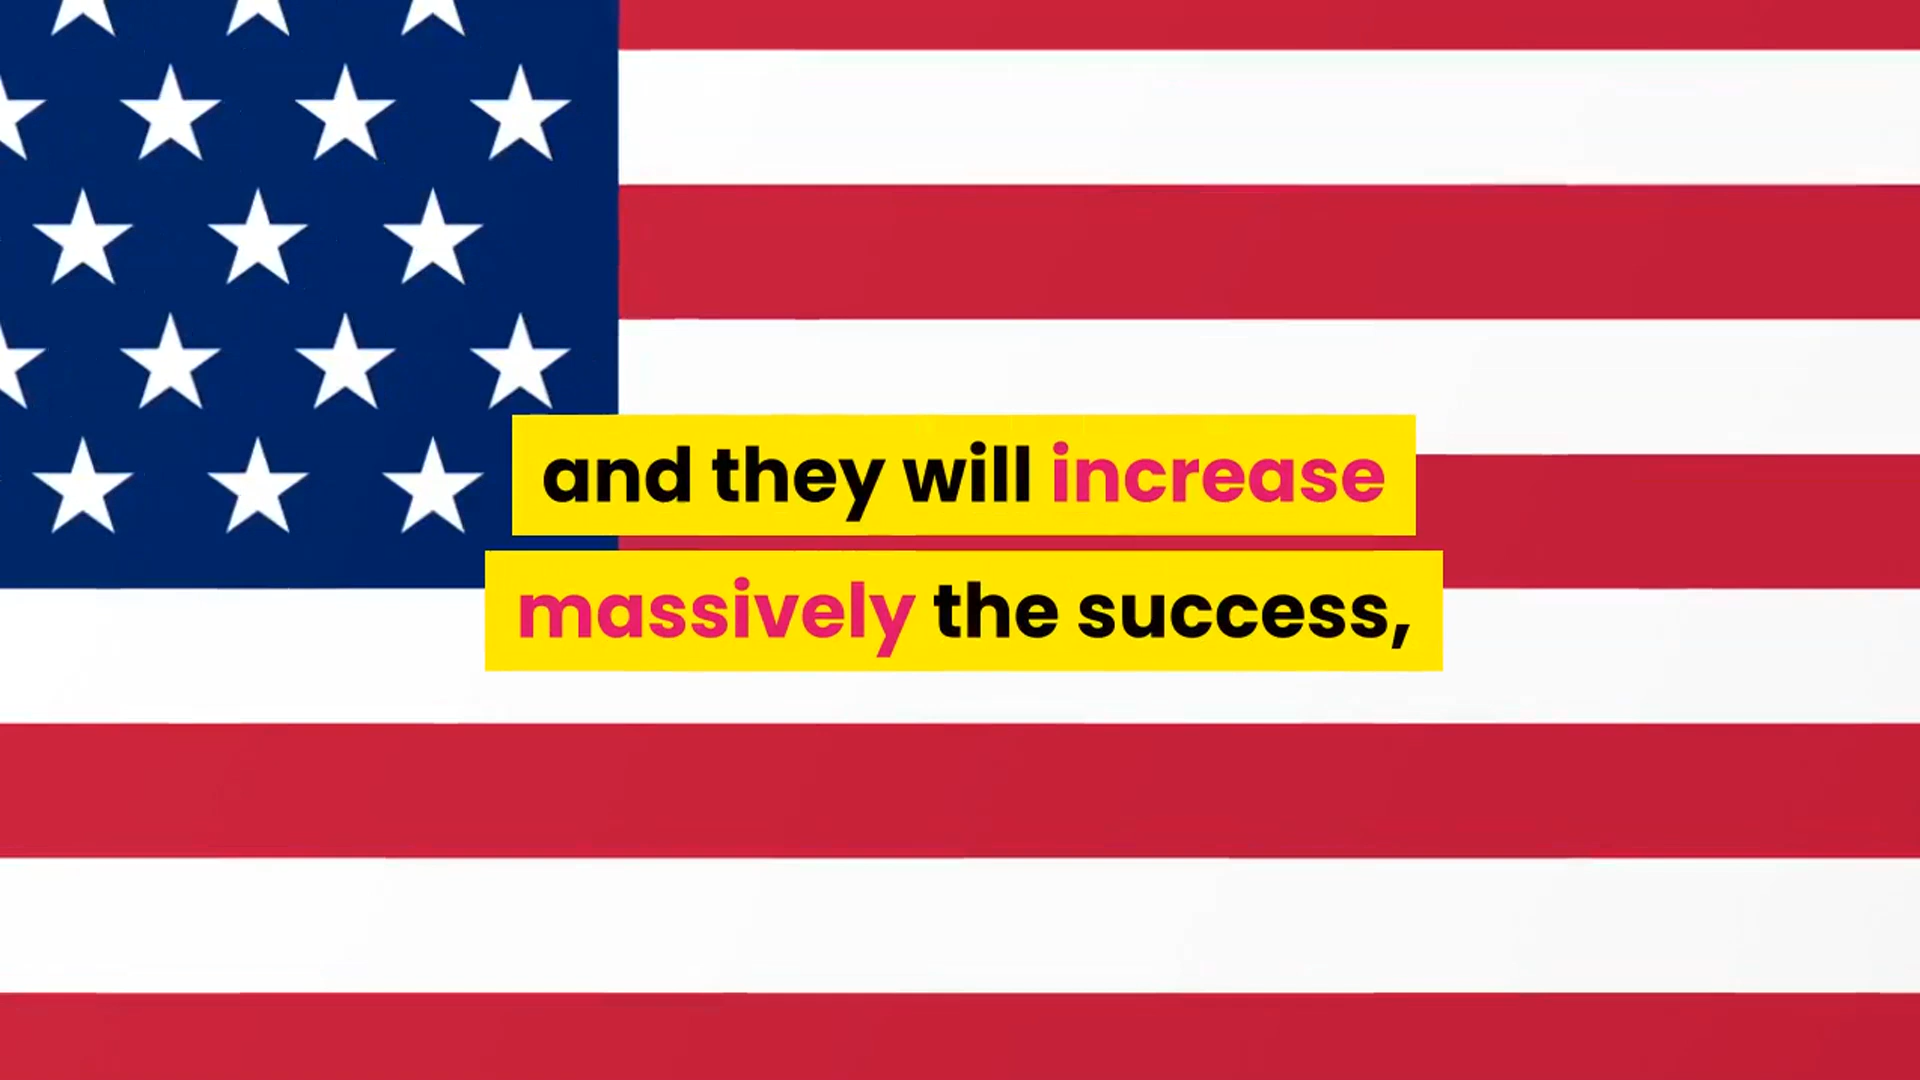 and they will increase
massively the success,